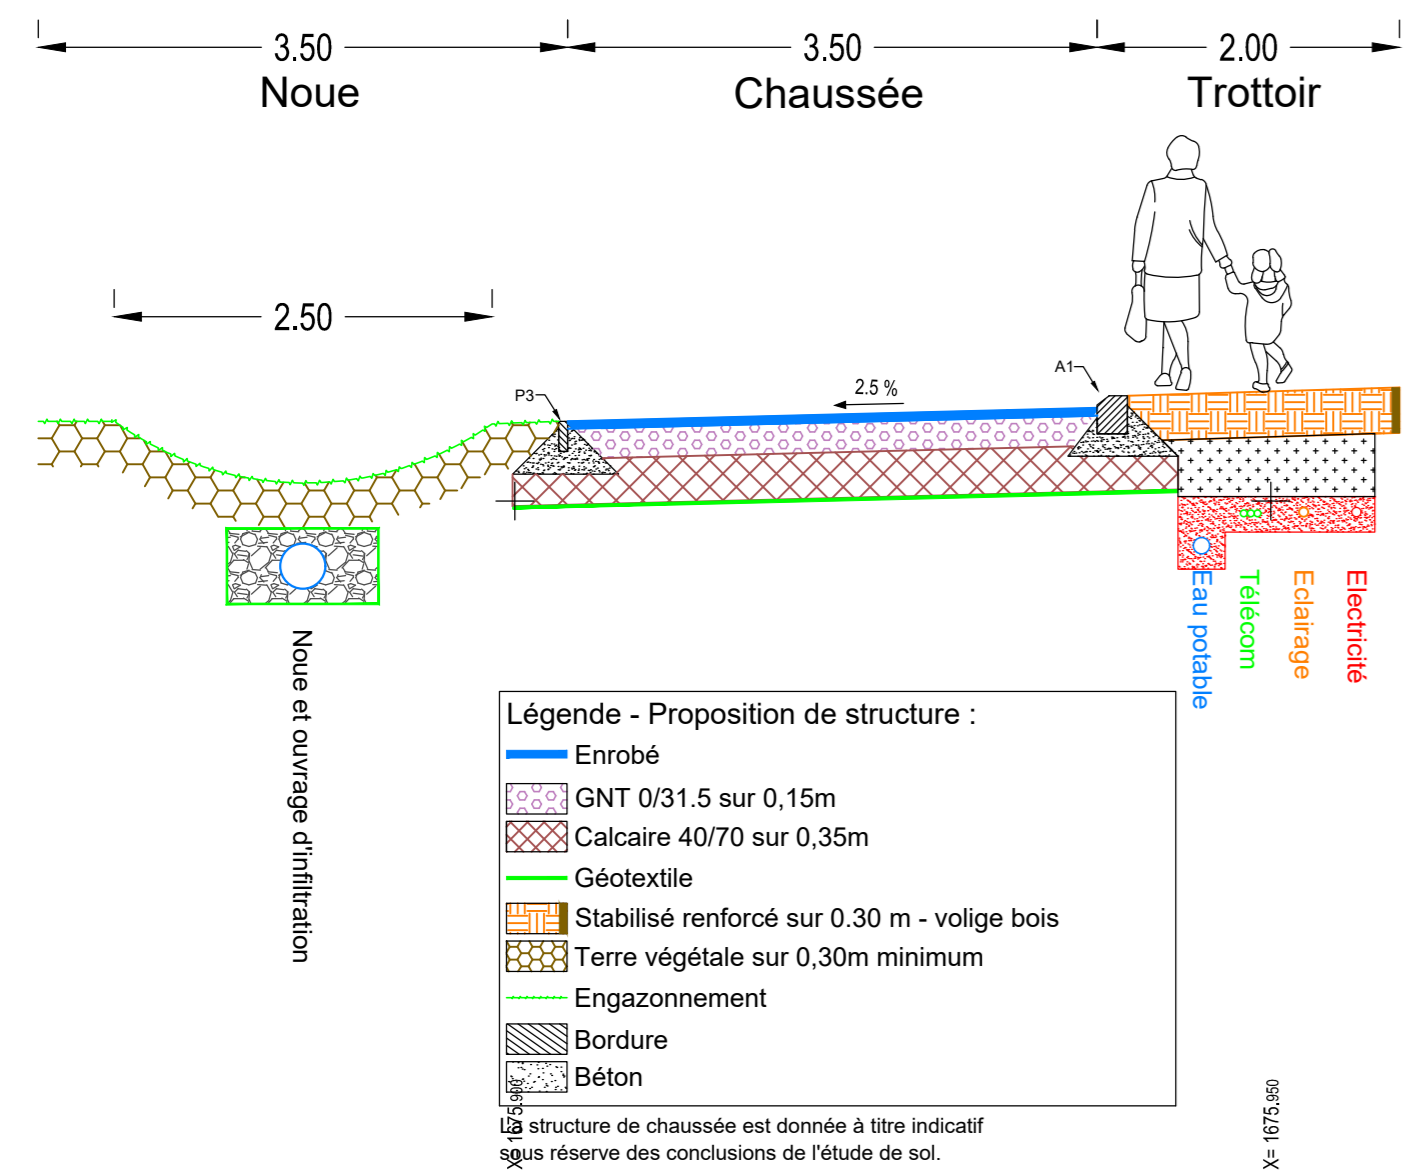 3.50 3.50 2.00
Noue Chaussée Trottoir
2.50
P3
2.5 %
A1
Eau potable
Télécom
Eclairage
Electricité
Noue et ouvrage d'infiltration
Légende - Proposition de structure :
Enrobé
GNT 0/31.5 sur 0,15m
Calcaire 40/70 sur 0,35m
Géotextile
Stabilisé renforcé sur 0.30 m - volige bois
Terre végétale sur 0,30m minimum
Engazonnement
Bordure
Béton
La structure de chaussée est donnée à titre indicatif
sous réserve des conclusions de l'étude de sol.
X= 1675.900
X= 1675.950